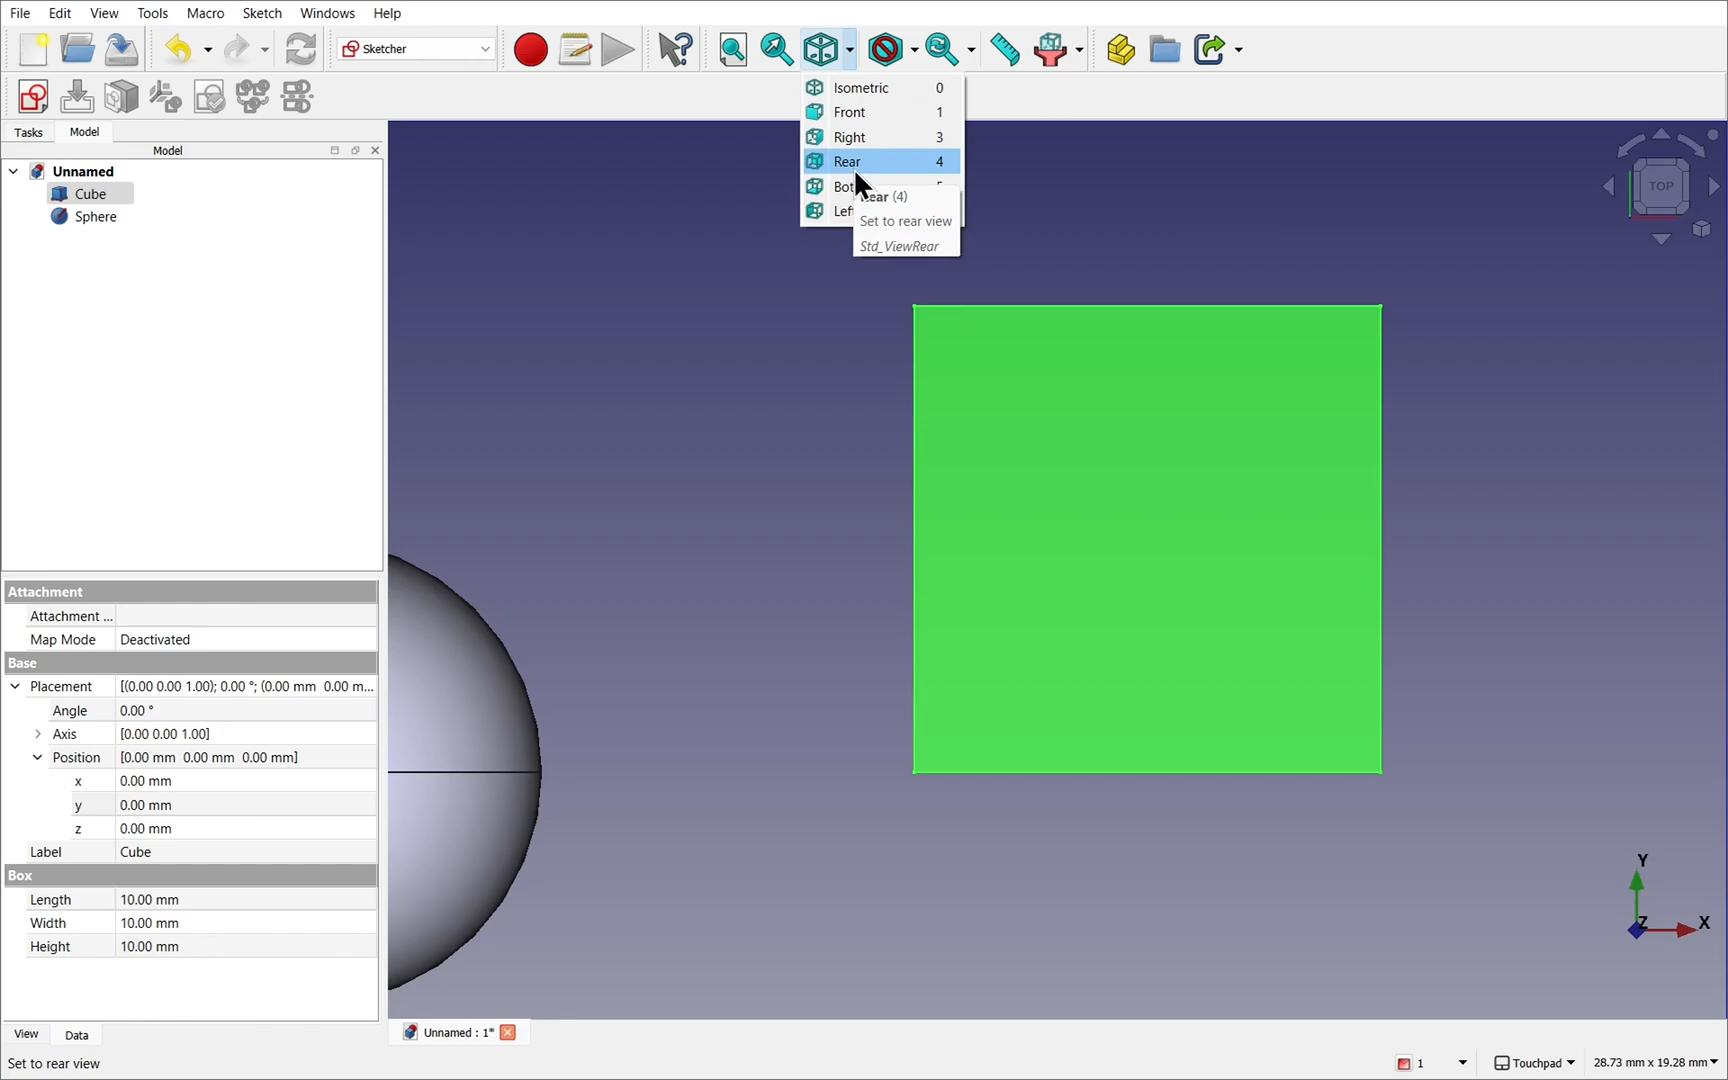 File Edit View Tools Macro Sketch Windows Help
Sketcher
Isometric 0
Front 1
Right 3
Rear 4
Bot 5
Left
Rear (4)
Set to rear view
Std_ViewRear
Tasks Model
Model
Unnamed
Cube
Sphere
TOP
Attachment
Attachment ...
Map Mode Deactivated
Base
Placement [(0.00 0.00 1.00); 0.00 °; (0.00 mm 0.00 m...
Angle 0.00 °
Axis [0.00 0.00 1.00]
Position [0.00 mm 0.00 mm 0.00 mm]
x 0.00 mm
y 0.00 mm
z 0.00 mm
Label Cube
Box
Length 10.00 mm
Width 10.00 mm
Height 10.00 mm
Y
Z X
View Data
Unnamed : 1*
Set to rear view
1 Touchpad 28.73 mm x 19.28 mm